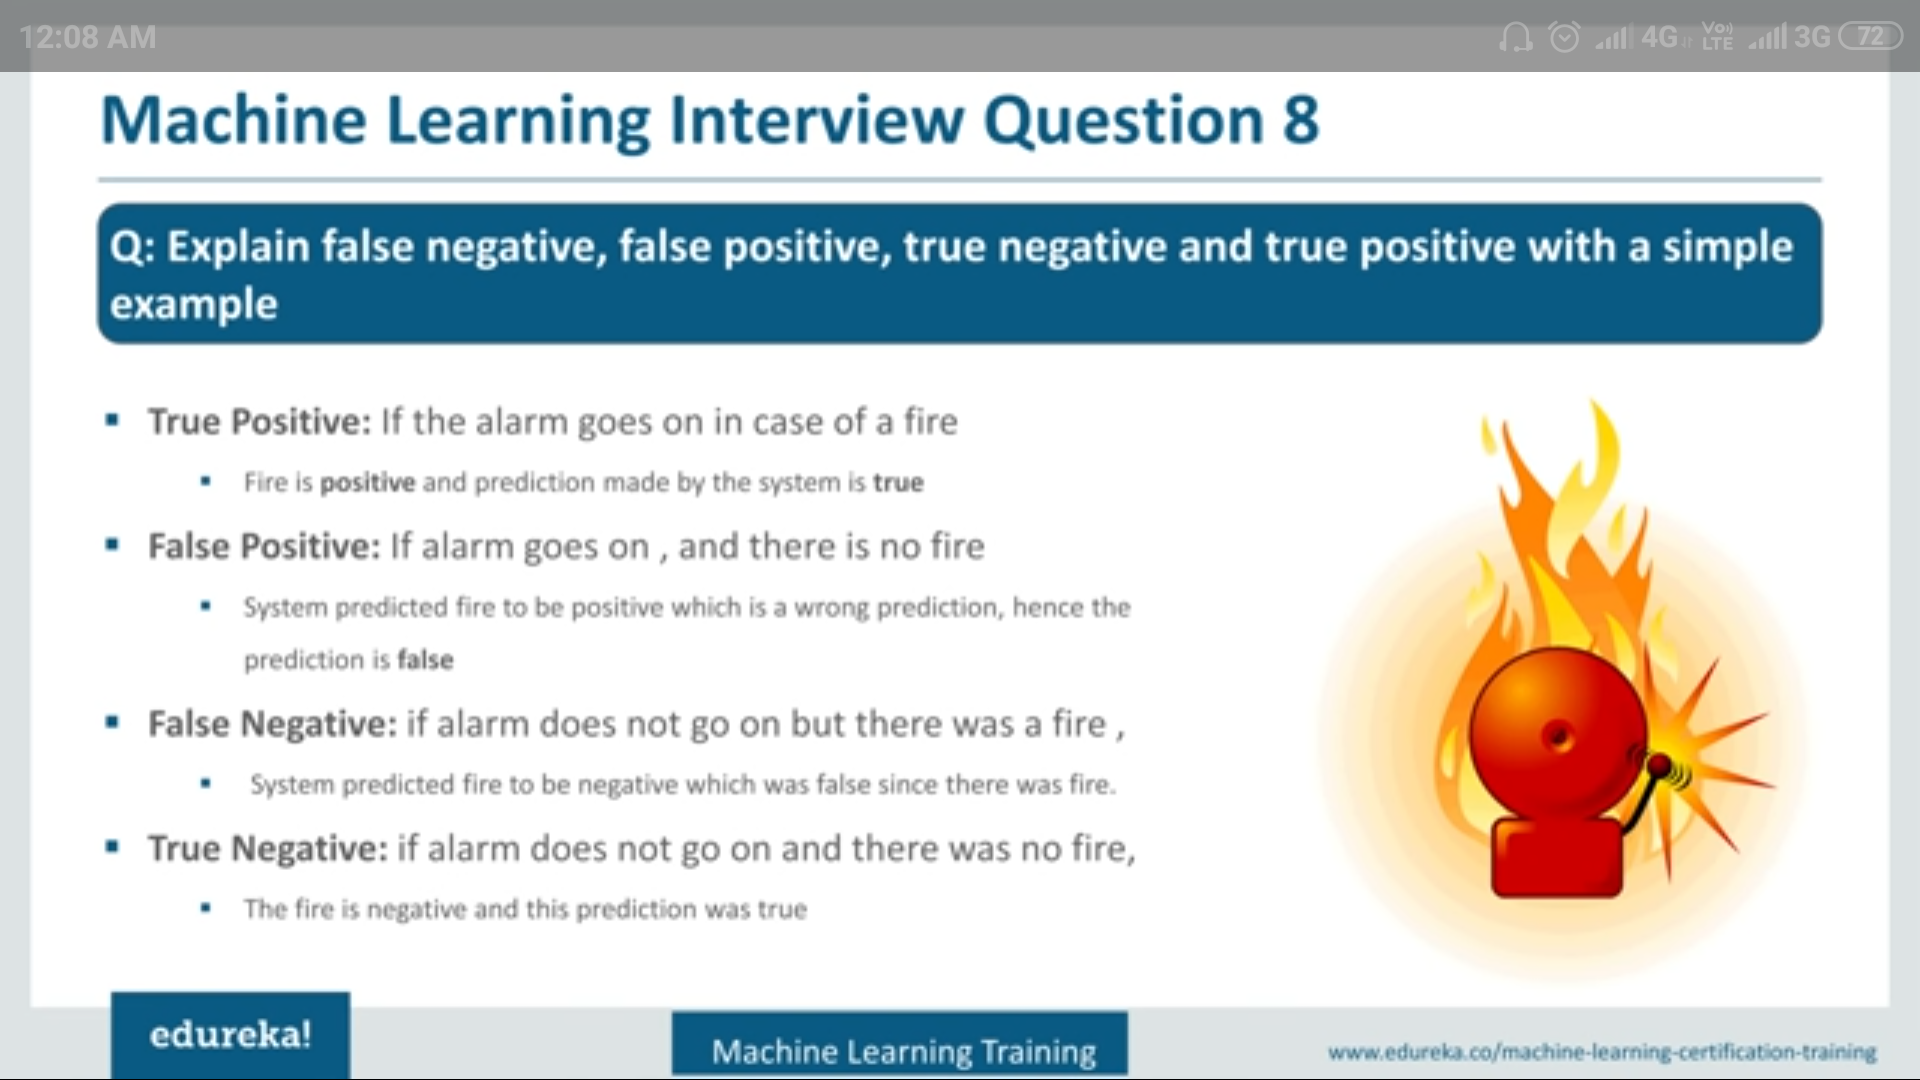 12:08 AM
4G VoI) LTE 3G 72
Machine Learning Interview Question 8
Q: Explain false negative, false positive, true negative and true positive with a simple
example
▪ True Positive: If the alarm goes on in case of a fire
▪ Fire is positive and prediction made by the system is true
▪ False Positive: If alarm goes on , and there is no fire
▪ System predicted fire to be positive which is a wrong prediction, hence the
prediction is false
▪ False Negative: if alarm does not go on but there was a fire ,
▪ System predicted fire to be negative which was false since there was fire.
▪ True Negative: if alarm does not go on and there was no fire,
▪ The fire is negative and this prediction was true
edureka!
Machine Learning Training
www.edureka.co/machine-learning-certification-training